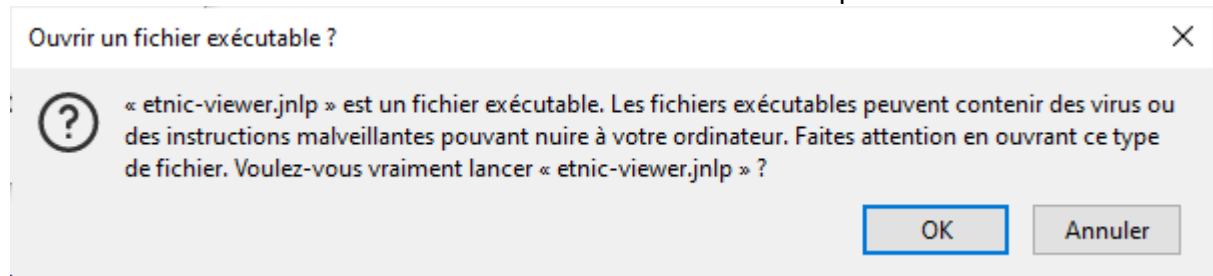 Ouvrir un fichier exécutable ?
« etnic-viewer.jnlp » est un fichier exécutable. Les fichiers exécutables peuvent contenir des virus ou
des instructions malveillantes pouvant nuire à votre ordinateur. Faites attention en ouvrant ce type
de fichier. Voulez-vous vraiment lancer « etnic-viewer.jnlp » ?
OK Annuler